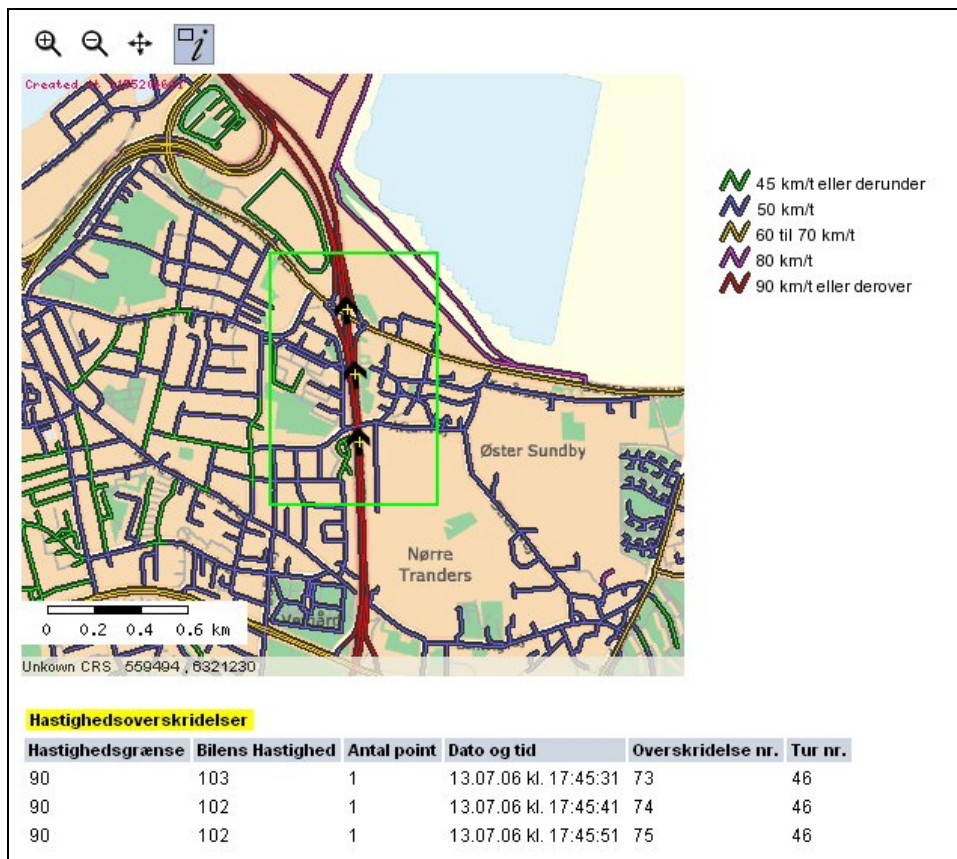 Created at
45 km/t eller derunder
50 km/t
60 til 70 km/t
80 km/t
90 km/t eller derover
Øster Sundby
Nørre
Tranders
0 0.2 0.4 0.6 km
Unkown CRS 559494 , 6321230
Hastighedsoverskridelser
Hastighedsgrænse Bilens Hastighed Antal point Dato og tid Overskridelse nr. Tur nr.
90 103 1 13.07.06 kl. 17:45:31 73 46
90 102 1 13.07.06 kl. 17:45:41 74 46
90 102 1 13.07.06 kl. 17:45:51 75 46